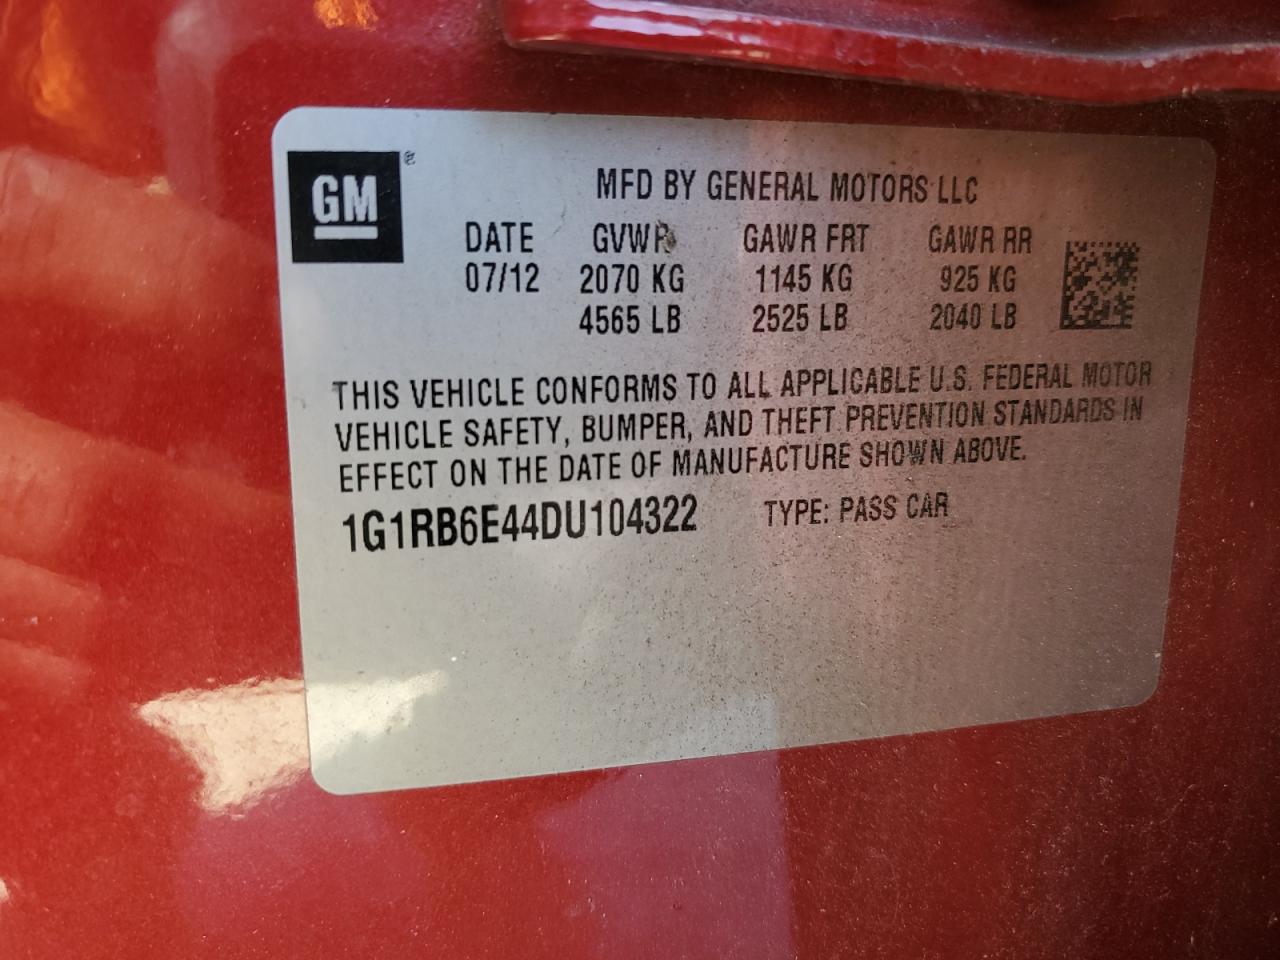 GM ®
MFD BY GENERAL MOTORS LLC
DATE GVWR GAWR FRT GAWR RR
07/12 2070 KG 1145 KG 925 KG
4565 LB 2525 LB 2040 LB
THIS VEHICLE CONFORMS TO ALL APPLICABLE U.S. FEDERAL MOTOR
VEHICLE SAFETY, BUMPER, AND THEFT PREVENTION STANDARDS IN
EFFECT ON THE DATE OF MANUFACTURE SHOWN ABOVE.
1G1RB6E44DU104322 TYPE: PASS CAR